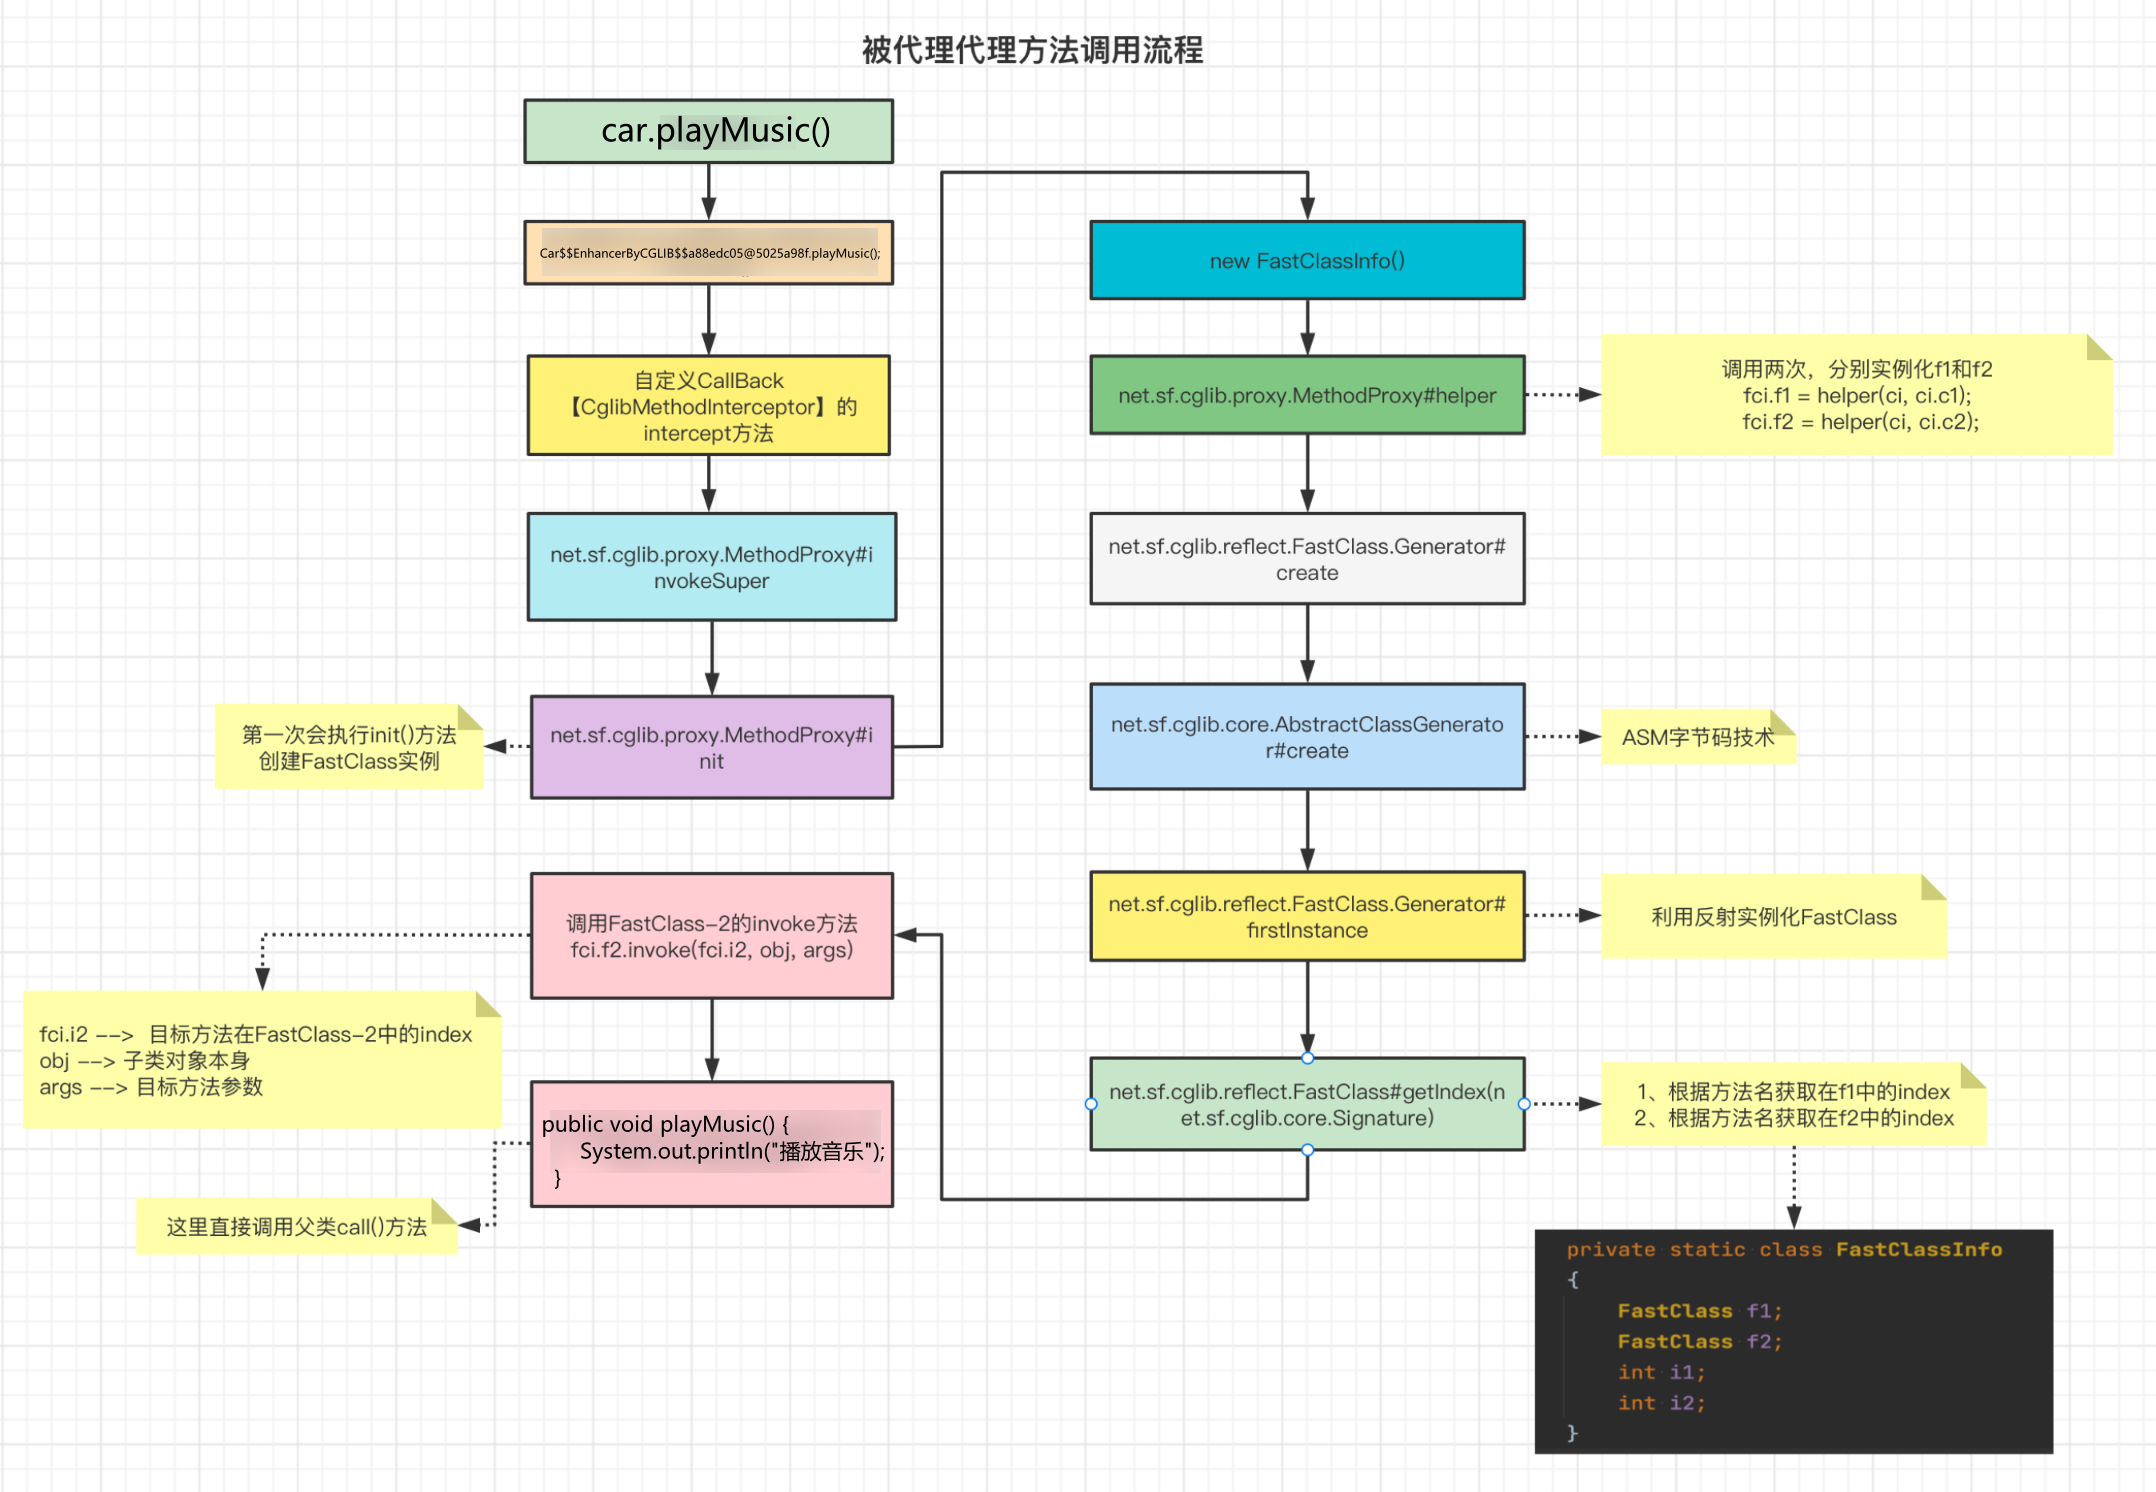 被代理代理方法调用流程
car.playMusic()
Car$$EnhancerByCGLIB$$a88edc05@5025a98f.playMusic();
自定义CallBack
【CglibMethodInterceptor】的
intercept方法
net.sf.cglib.proxy.MethodProxy#i
nvokeSuper
net.sf.cglib.proxy.MethodProxy#i
nit
第一次会执行init()方法
创建FastClass实例
new FastClassInfo()
net.sf.cglib.proxy.MethodProxy#helper
调用两次，分别实例化f1和f2
fci.f1 = helper(ci, ci.c1);
fci.f2 = helper(ci, ci.c2);
net.sf.cglib.reflect.FastClass.Generator#
create
net.sf.cglib.core.AbstractClassGenerato
r#create
ASM字节码技术
net.sf.cglib.reflect.FastClass.Generator#
firstInstance
利用反射实例化FastClass
net.sf.cglib.reflect.FastClass#getIndex(n
et.sf.cglib.core.Signature)
1、根据方法名获取在f1中的index
2、根据方法名获取在f2中的index
private static class FastClassInfo
{
FastClass f1;
FastClass f2;
int i1;
int i2;
}
调用FastClass-2的invoke方法
fci.f2.invoke(fci.i2, obj, args)
fci.i2 --> 目标方法在FastClass-2中的index
obj --> 子类对象本身
args --> 目标方法参数
public void playMusic() {
System.out.println("播放音乐");
}
这里直接调用父类call()方法